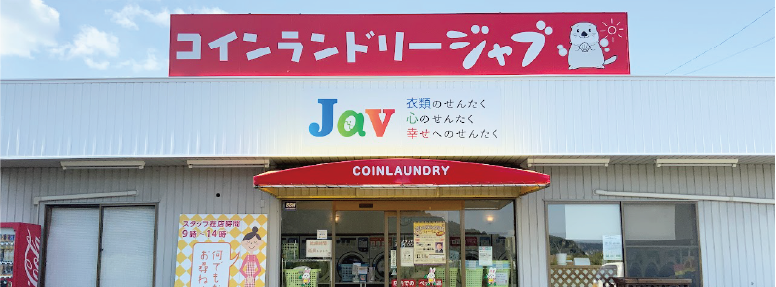 コインランドリージャブ
Jav
衣類のせんたく
心のせんたく
幸せへのせんたく
COINLAUNDRY
スタッフ在店時間
9時～14時
何でも
お尋ね
Coca